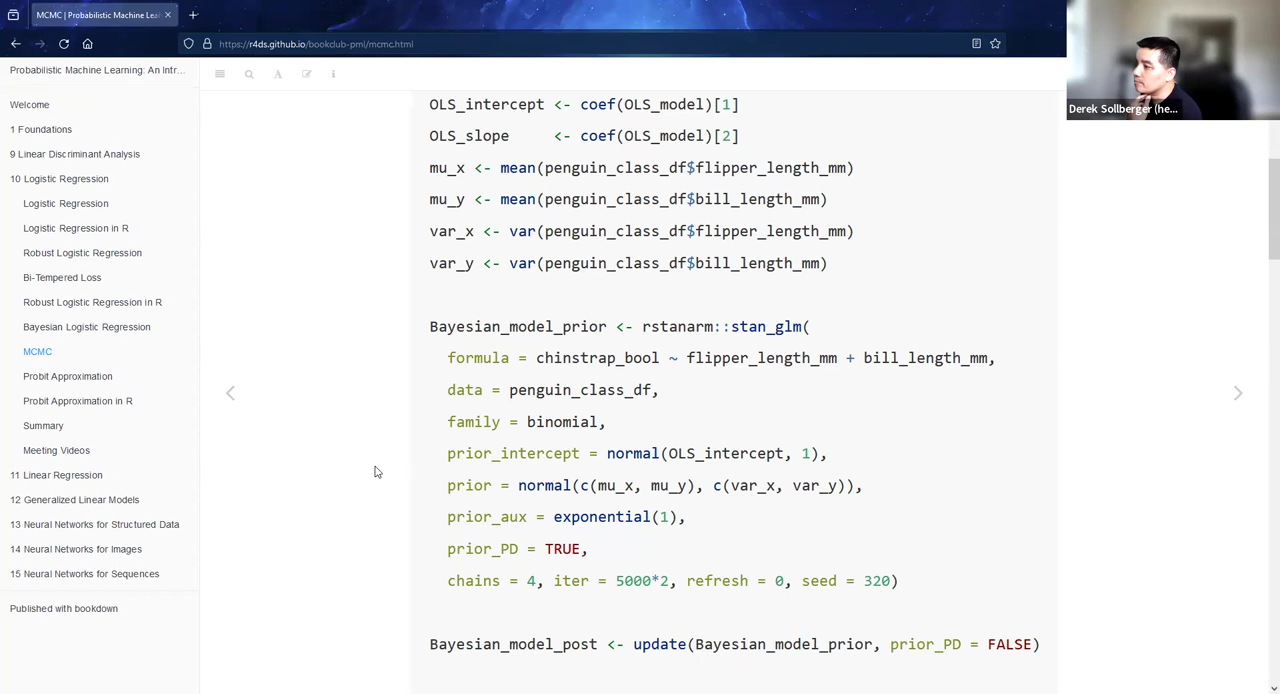 MCMC | Probabilistic Machine Lea
https://r4ds.github.io/bookclub-pml/mcmc.html
Derek Sollberger (he...
Probabilistic Machine Learning: An Intr...
Welcome
1 Foundations
9 Linear Discriminant Analysis
10 Logistic Regression
Logistic Regression
Logistic Regression in R
Robust Logistic Regression
Bi-Tempered Loss
Robust Logistic Regression in R
Bayesian Logistic Regression
MCMC
Probit Approximation
Probit Approximation in R
Summary
Meeting Videos
11 Linear Regression
12 Generalized Linear Models
13 Neural Networks for Structured Data
14 Neural Networks for Images
15 Neural Networks for Sequences
Published with bookdown
OLS_intercept <- coef(OLS_model)[1]
OLS_slope     <- coef(OLS_model)[2]
mu_x <- mean(penguin_class_df$flipper_length_mm)
mu_y <- mean(penguin_class_df$bill_length_mm)
var_x <- var(penguin_class_df$flipper_length_mm)
var_y <- var(penguin_class_df$bill_length_mm)
Bayesian_model_prior <- rstanarm::stan_glm(
formula = chinstrap_bool ~ flipper_length_mm + bill_length_mm,
data = penguin_class_df,
family = binomial,
prior_intercept = normal(OLS_intercept, 1),
prior = normal(c(mu_x, mu_y), c(var_x, var_y)),
prior_aux = exponential(1),
prior_PD = TRUE,
chains = 4, iter = 5000*2, refresh = 0, seed = 320)
Bayesian_model_post <- update(Bayesian_model_prior, prior_PD = FALSE)